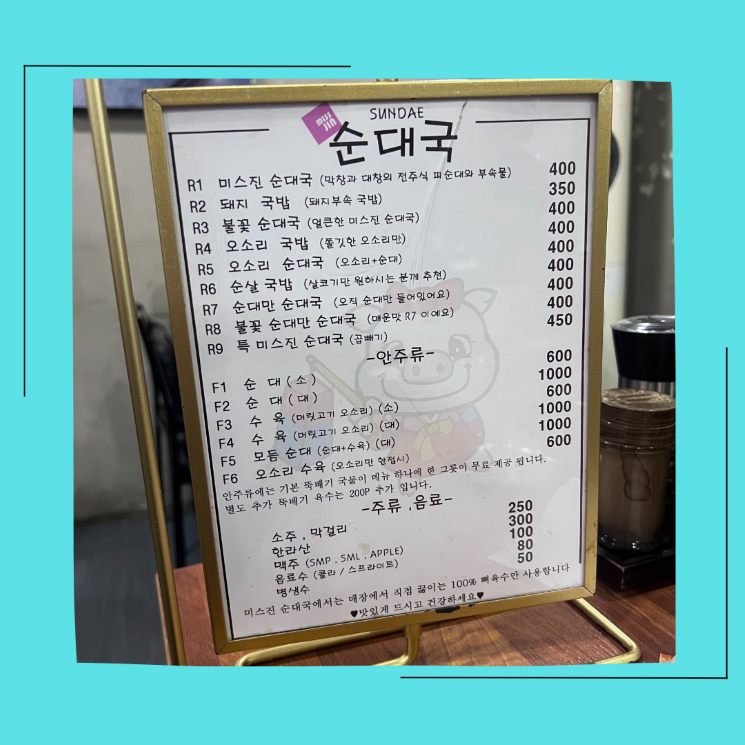 MISS JIN
SUNDAE
순대국
R1 미스진 순대국 (막창과 대창의 전주식 피순대와 부속물) 400
R2 돼지 국밥 (돼지부속 국밥) 350
R3 불꽃 순대국 (얼큰한 미스진 순대국) 400
R4 오소리 국밥 (쫄깃한 오소리만) 400
R5 오소리 순대국 (오소리+순대) 400
R6 순살 국밥 (살코기만 원하시는 분께 추천) 400
R7 순대만 순대국 (오직 순대만 들어있어요) 400
R8 불꽃 순대만 순대국 (매운맛 R7 이예요) 400
R9 특 미스진 순대국 (곱빼기) 450
-안주류-
F1 순 대 (소) 600
F2 순 대 (대) 1000
F3 수 육 (머릿고기 오소리) (소) 600
F4 수 육 (머릿고기 오소리) (대) 1000
F5 모듬 순대 (순대+수육) (대) 1000
F6 오소리 수육 (오소리만 한접시) 600
안주류에는 기본 뚝배기 국물이 메뉴 하나에 한 그릇이 무료 제공 됩니다.
별도 추가 뚝배기 육수는 200P 추가 입니다.
-주류 , 음료-
소주 , 막걸리 250
한라산 300
맥주 (SMP , SML , APPLE) 100
음료수 (콜라 / 스프라이트) 80
병생수 50
미스진 순대국에서는 매장에서 직접 끓이는 100% 뼈육수만 사용합니다
♥맛있게 드시고 건강하세요♥